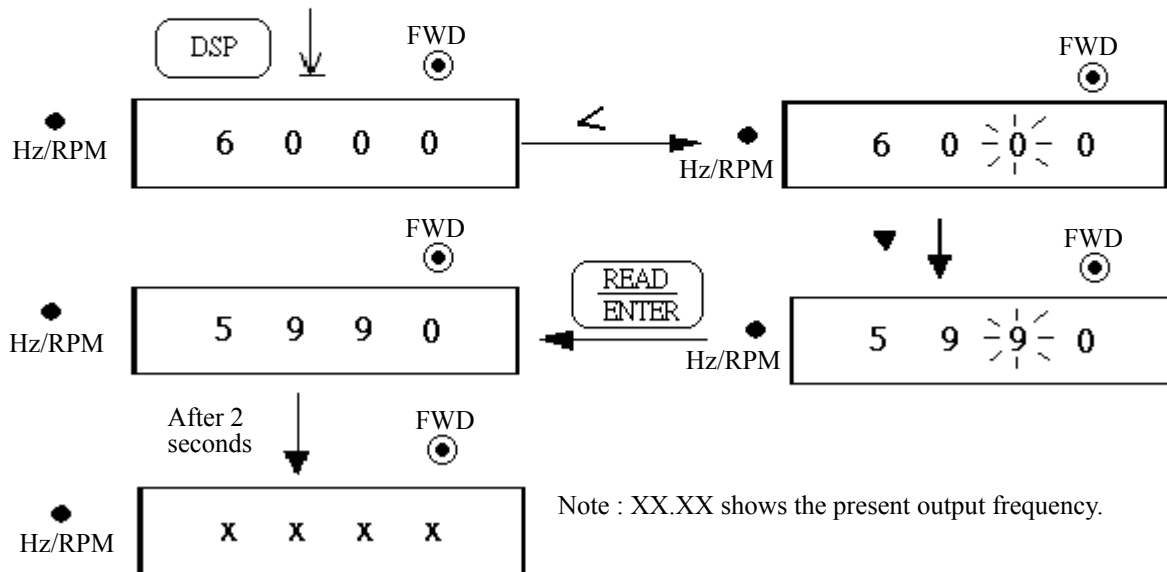 DSP
FWD
FWD
Hz/RPM
6 0 0 0
<
Hz/RPM
6 0 0 0
FWD
FWD
READ
ENTER
Hz/RPM
5 9 9 0
Hz/RPM
5 9 9 0
After 2
seconds
FWD
Hz/RPM
x x x x
Note : XX.XX shows the present output frequency.